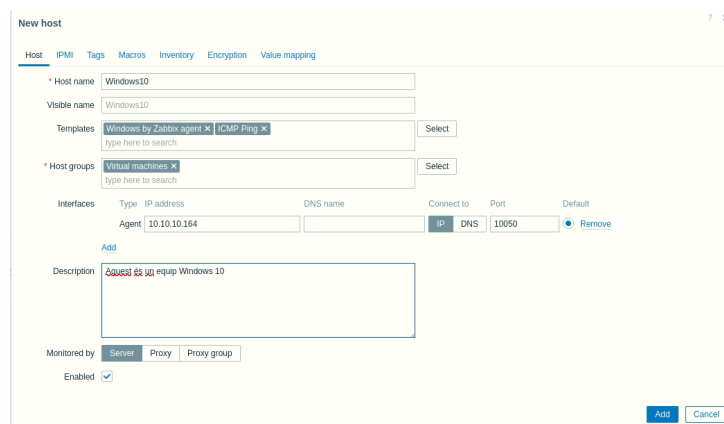 New host
?
Host IPMI Tags Macros Inventory Encryption Value mapping
* Host name Windows10
Visible name Windows10
Templates Windows by Zabbix agent × ICMP Ping × Select
type here to search
* Host groups Virtual machines × Select
type here to search
Interfaces Type IP address DNS name Connect to Port Default
Agent 10.10.10.164 IP DNS 10050 Remove
Add
Description Aquest és un equip Windows 10
Monitored by Server Proxy Proxy group
Enabled
Add Cancel